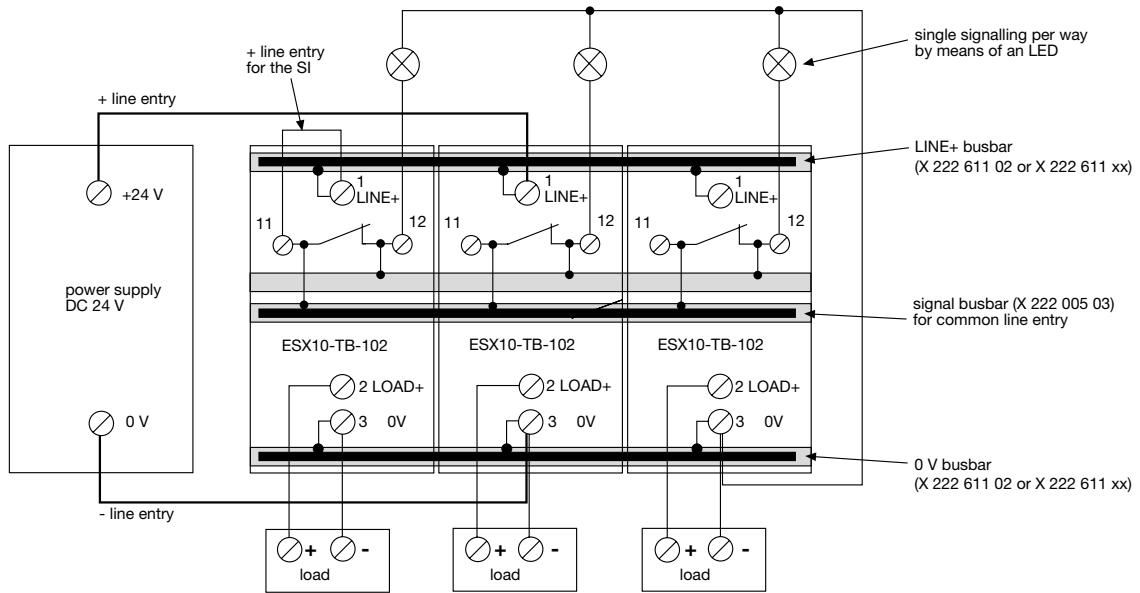 single signalling per way
by means of an LED
+ line entry
for the SI
+ line entry
LINE+ busbar
(X 222 611 02 or X 222 611 xx)
+24 V
1
LINE+
1
LINE+
1
LINE+
11
12
11
12
11
12
power supply
DC 24 V
signal busbar (X 222 005 03)
for common line entry
ESX10-TB-102
ESX10-TB-102
ESX10-TB-102
2 LOAD+
2 LOAD+
2 LOAD+
0 V
3 0V
3 0V
3 0V
0 V busbar
(X 222 611 02 or X 222 611 xx)
- line entry
+ -
load
+ -
load
+ -
load